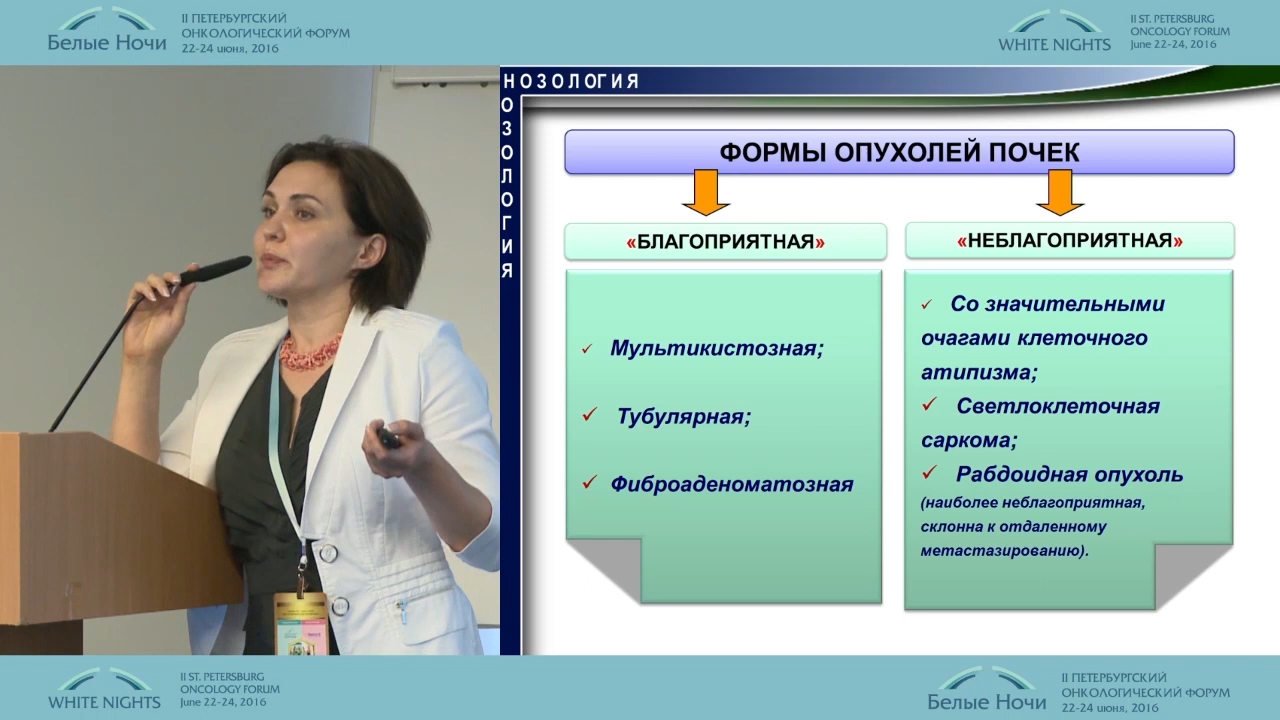 Белые Ночи
II ПЕТЕРБУРГСКИЙ
ОНКОЛОГИЧЕСКИЙ ФОРУМ
22-24 июня, 2016
WHITE NIGHTS
II ST. PETERSBURG
ONCOLOGY FORUM
June 22-24, 2016
НОЗОЛОГИЯ
ОЗОЛОГИЯ
ФОРМЫ ОПУХОЛЕЙ ПОЧЕК
«БЛАГОПРИЯТНАЯ»
Мультикистозная;
Тубулярная;
Фиброаденоматозная
«НЕБЛАГОПРИЯТНАЯ»
Со значительными
очагами клеточного
атипизма;
Светлоклеточная
саркома;
Рабдоидная опухоль
(наиболее неблагоприятная,
склонна к отдаленному
метастазированию).
WHITE NIGHTS
II ST. PETERSBURG
ONCOLOGY FORUM
June 22-24, 2016
Белые Ночи
II ПЕТЕРБУРГСКИЙ
ОНКОЛОГИЧЕСКИЙ ФОРУМ
22-24 июня, 2016